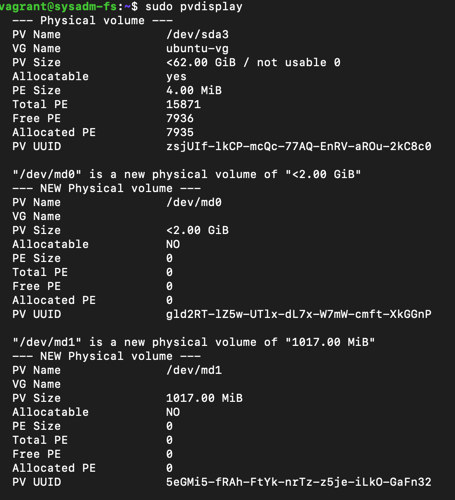 vagrant@sysadm-fs:~$ sudo pvdisplay
--- Physical volume ---
PV Name /dev/sda3
VG Name ubuntu-vg
PV Size <62.00 GiB / not usable 0
Allocatable yes
PE Size 4.00 MiB
Total PE 15871
Free PE 7936
Allocated PE 7935
PV UUID zsjUIf-lkCP-mcQc-77AQ-EnRV-aROu-2kC8c0
"/dev/md0" is a new physical volume of "<2.00 GiB"
--- NEW Physical volume ---
PV Name /dev/md0
VG Name
PV Size <2.00 GiB
Allocatable NO
PE Size 0
Total PE 0
Free PE 0
Allocated PE 0
PV UUID gld2RT-lZ5w-UTlx-dL7x-W7mW-cmft-XkGGnP
"/dev/md1" is a new physical volume of "1017.00 MiB"
--- NEW Physical volume ---
PV Name /dev/md1
VG Name
PV Size 1017.00 MiB
Allocatable NO
PE Size 0
Total PE 0
Free PE 0
Allocated PE 0
PV UUID 5eGMi5-fRAh-FtYk-nrTz-z5je-iLkO-GaFn32